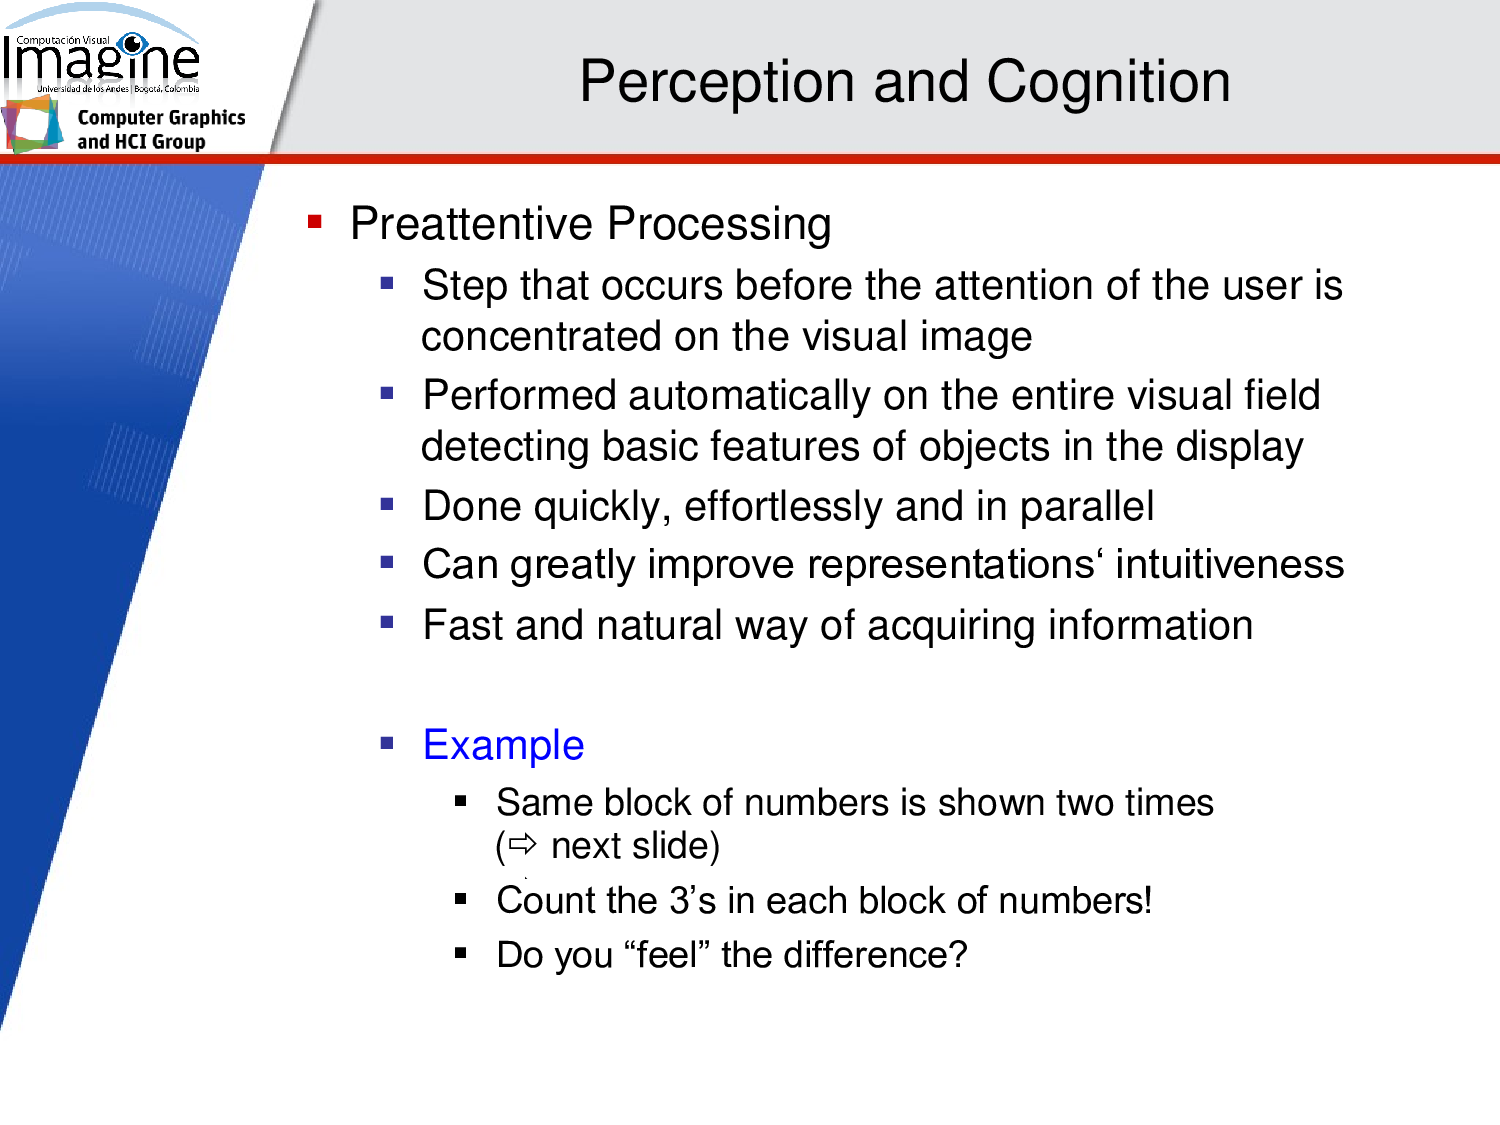 Computación Visual
Imagine
Universidad de los Andes | Bogotá, Colombia
Computer Graphics
and HCI Group
Perception and Cognition
▪ Preattentive Processing
▪ Step that occurs before the attention of the user is
concentrated on the visual image
▪ Performed automatically on the entire visual field
detecting basic features of objects in the display
▪ Done quickly, effortlessly and in parallel
▪ Can greatly improve representations‘ intuitiveness
▪ Fast and natural way of acquiring information
▪ Example
▪ Same block of numbers is shown two times
(⇨ next slide)
▪ Count the 3’s in each block of numbers!
▪ Do you “feel” the difference?